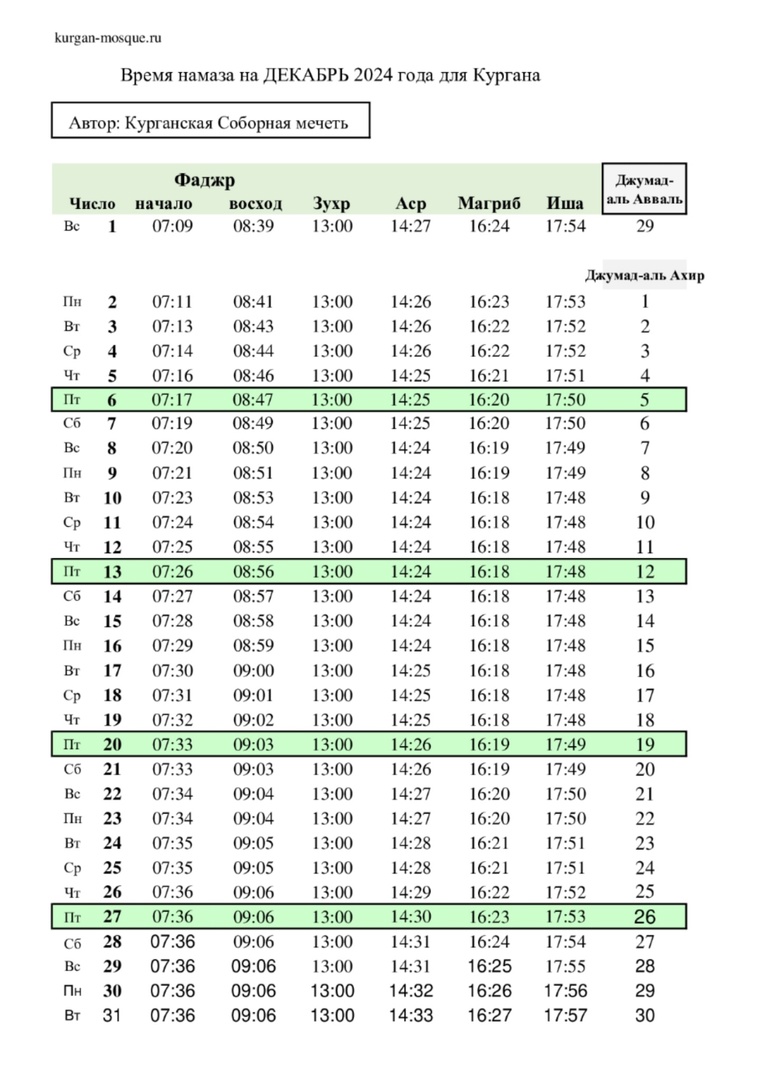 kurgan-mosque.ru
Время намаза на ДЕКАБРЬ 2024 года для Кургана
Автор: Курганская Соборная мечеть
Фаджр Джумад-
Число начало восход Зухр Аср Магриб Иша аль Авваль
Вс 1 07:09 08:39 13:00 14:27 16:24 17:54 29
Джумад-аль Ахир
Пн 2 07:11 08:41 13:00 14:26 16:23 17:53 1
Вт 3 07:13 08:43 13:00 14:26 16:22 17:52 2
Ср 4 07:14 08:44 13:00 14:26 16:22 17:52 3
Чт 5 07:16 08:46 13:00 14:25 16:21 17:51 4
Пт 6 07:17 08:47 13:00 14:25 16:20 17:50 5
Сб 7 07:19 08:49 13:00 14:25 16:20 17:50 6
Вс 8 07:20 08:50 13:00 14:24 16:19 17:49 7
Пн 9 07:21 08:51 13:00 14:24 16:19 17:49 8
Вт 10 07:23 08:53 13:00 14:24 16:18 17:48 9
Ср 11 07:24 08:54 13:00 14:24 16:18 17:48 10
Чт 12 07:25 08:55 13:00 14:24 16:18 17:48 11
Пт 13 07:26 08:56 13:00 14:24 16:18 17:48 12
Сб 14 07:27 08:57 13:00 14:24 16:18 17:48 13
Вс 15 07:28 08:58 13:00 14:24 16:18 17:48 14
Пн 16 07:29 08:59 13:00 14:24 16:18 17:48 15
Вт 17 07:30 09:00 13:00 14:25 16:18 17:48 16
Ср 18 07:31 09:01 13:00 14:25 16:18 17:48 17
Чт 19 07:32 09:02 13:00 14:25 16:18 17:48 18
Пт 20 07:33 09:03 13:00 14:26 16:19 17:49 19
Сб 21 07:33 09:03 13:00 14:26 16:19 17:49 20
Вс 22 07:34 09:04 13:00 14:27 16:20 17:50 21
Пн 23 07:34 09:04 13:00 14:27 16:20 17:50 22
Вт 24 07:35 09:05 13:00 14:28 16:21 17:51 23
Ср 25 07:35 09:05 13:00 14:28 16:21 17:51 24
Чт 26 07:36 09:06 13:00 14:29 16:22 17:52 25
Пт 27 07:36 09:06 13:00 14:30 16:23 17:53 26
Сб 28 07:36 09:06 13:00 14:31 16:24 17:54 27
Вс 29 07:36 09:06 13:00 14:31 16:25 17:55 28
Пн 30 07:36 09:06 13:00 14:32 16:26 17:56 29
Вт 31 07:36 09:06 13:00 14:33 16:27 17:57 30